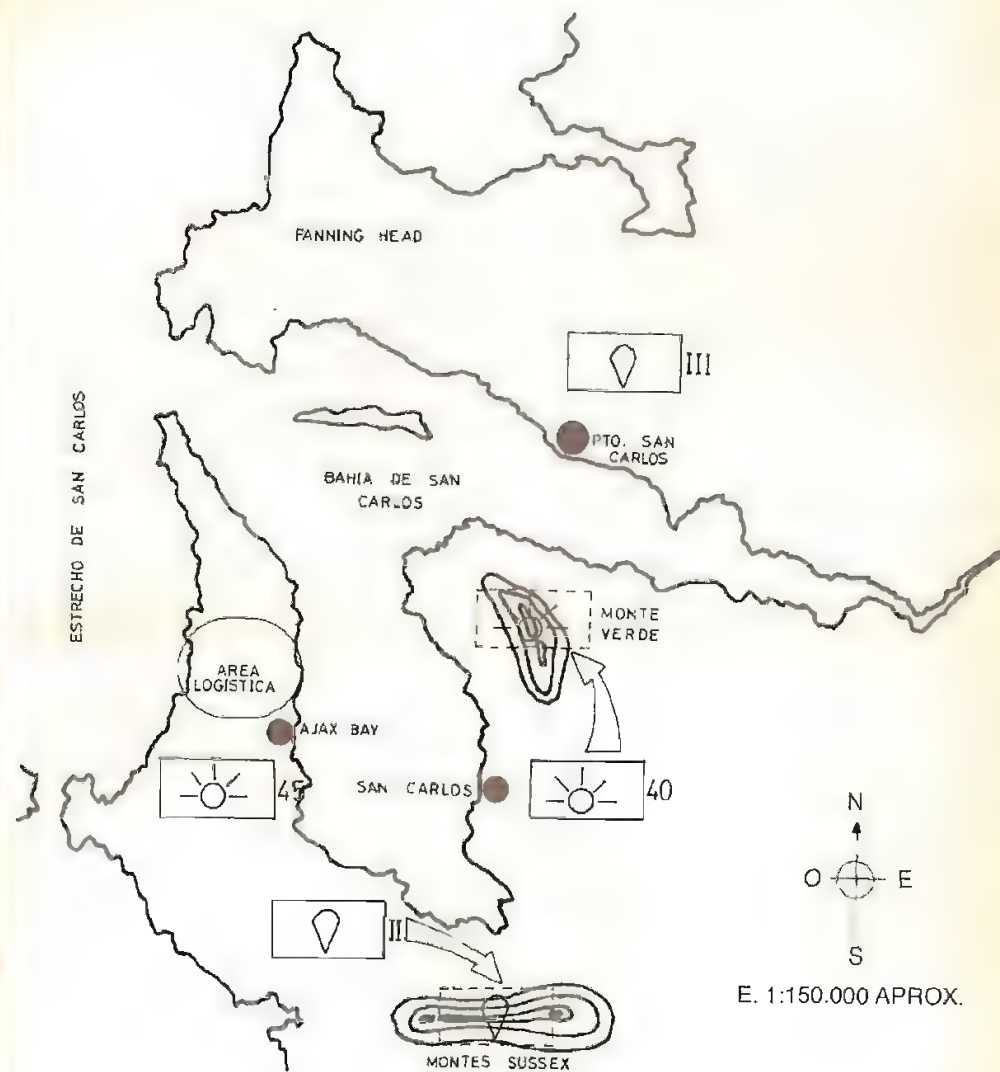 FANNING HEAD
III
ESTRECHO DE SAN CARLOS
PTO. SAN
CARLOS
BAHIA DE SAN
CARLOS
MONTE
VERDE
AREA
LOGISTICA
AJAX BAY
45
SAN CARLOS
40
II
MONTES SUSSEX
N
O
E
S
E. 1:150.000 APROX.